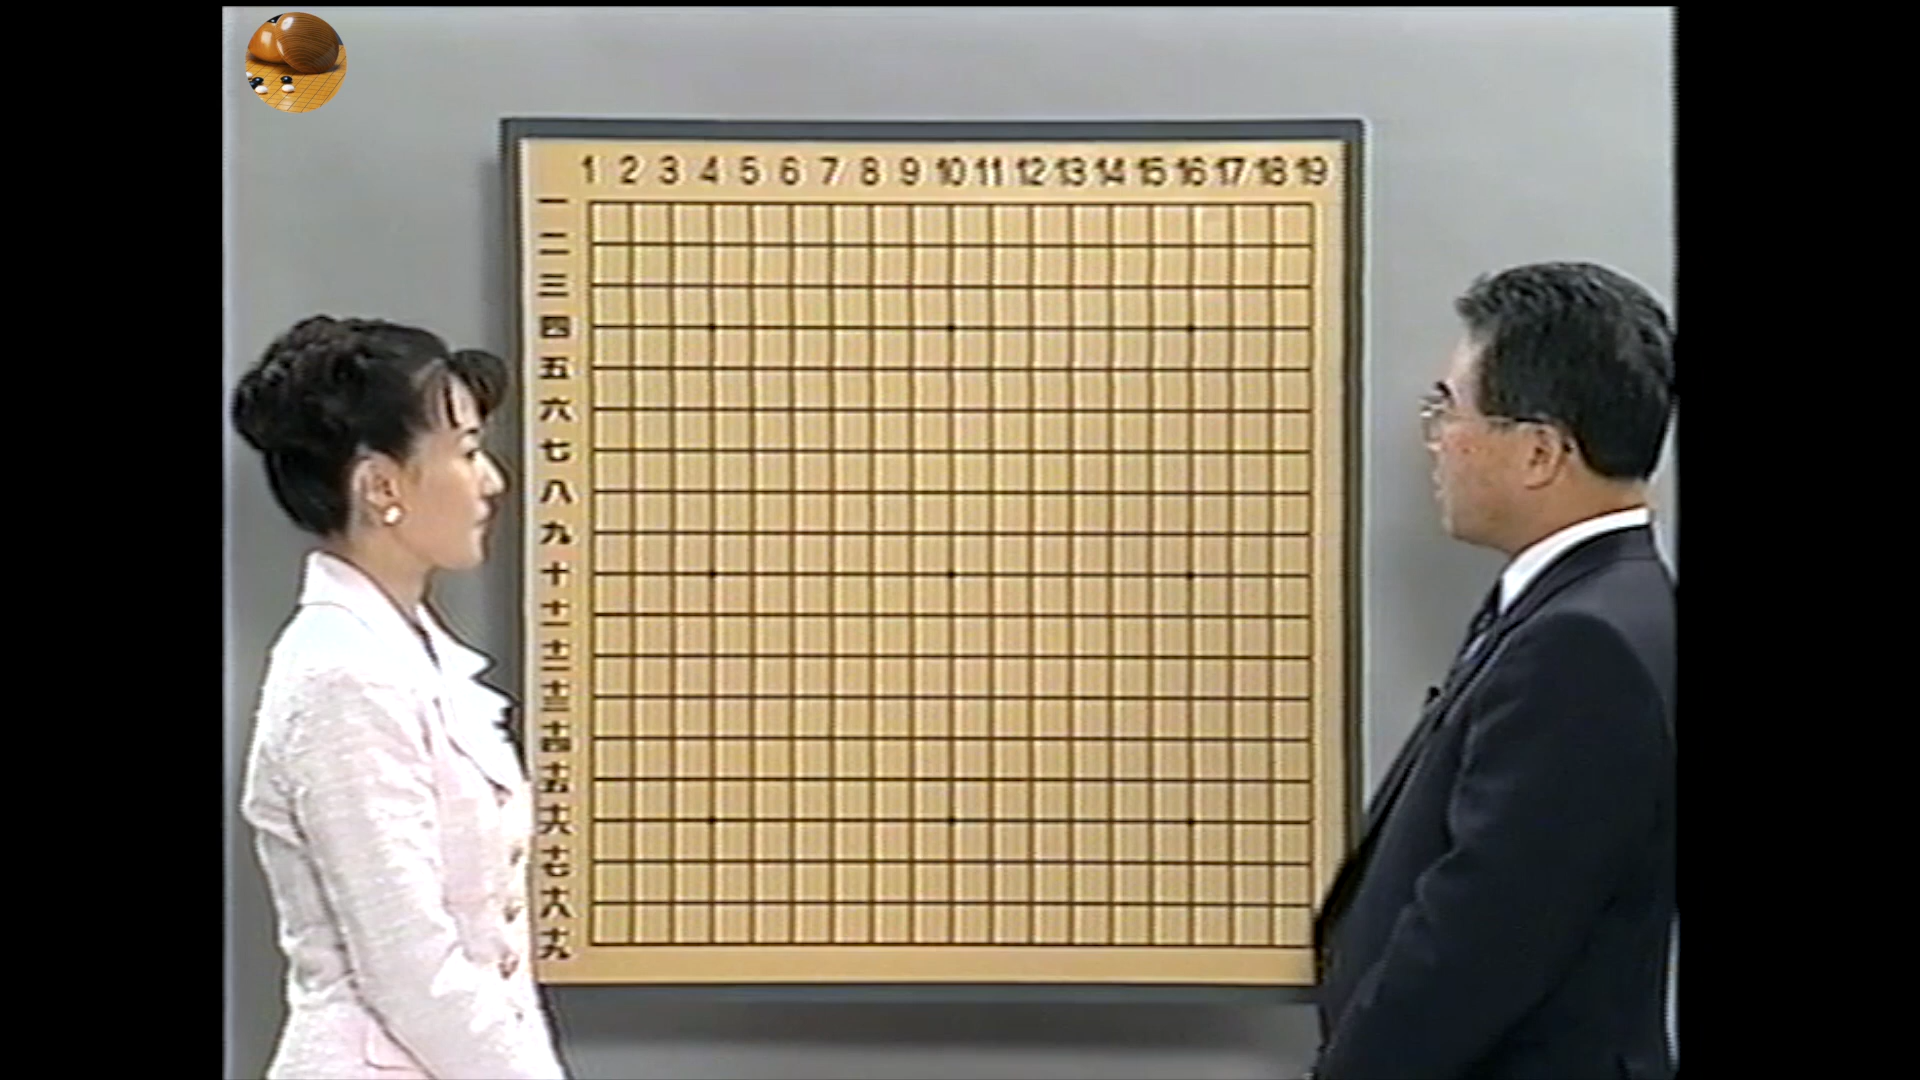 1 2 3 4 5 6 7 8 9 10 11 12 13 14 15 16 17 18 19
一
二
三
四
五
六
七
八
九
十
十一
十二
十三
十四
十五
十六
十七
十八
十九